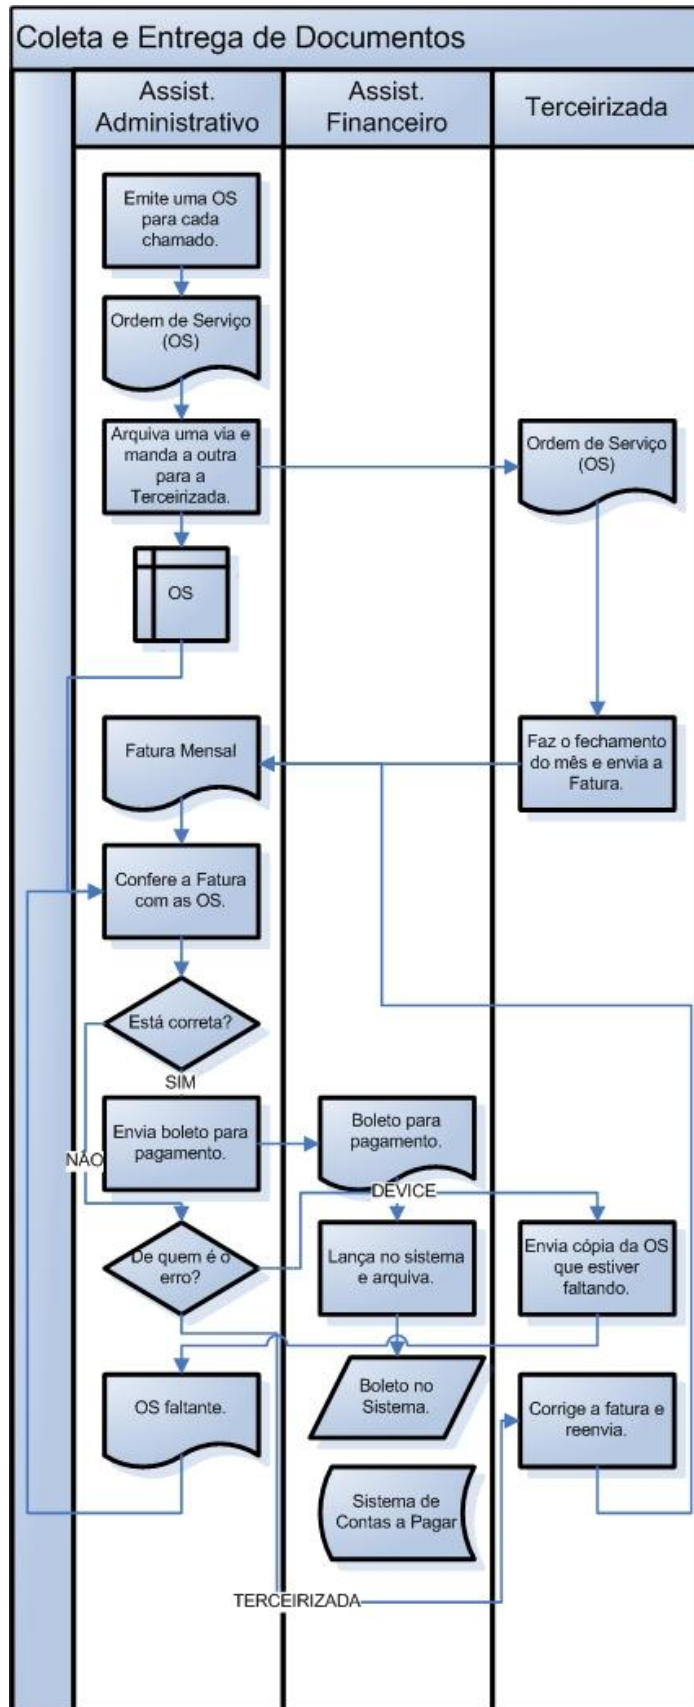 Coleta e Entrega de Documentos
Assist.
Administrativo
Assist.
Financeiro
Terceirizada
Emite uma OS
para cada
chamado.
Ordem de Serviço
(OS)
Arquiva uma via e
manda a outra
para a
Terceirizada.
Ordem de Serviço
(OS)
OS
Fatura Mensal
Faz o fechamento
do mês e envia a
Fatura.
Confere a Fatura
com as OS.
Está correta?
SIM
Envia boleto para
pagamento.
Boleto para
pagamento.
NÃO
DEVICE
De quem é o
erro?
Lança no sistema
e arquiva.
Envia cópia da OS
que estiver
faltando.
OS faltante.
Boleto no
Sistema.
Corrige a fatura e
reenvia.
Sistema de
Contas a Pagar
TERCEIRIZADA